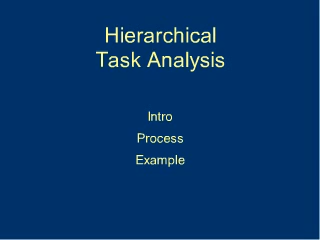 Hierarchical
Task Analysis
Intro
Process
Example